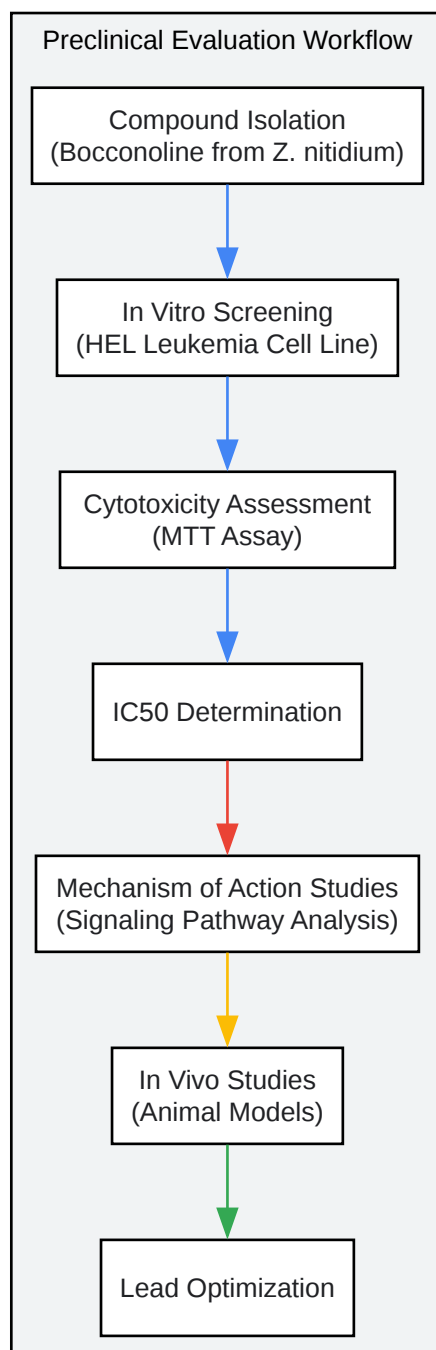 Preclinical Evaluation Workflow
Compound Isolation
(Bocconoline from Z. nitidium)
In Vitro Screening
(HEL Leukemia Cell Line)
Cytotoxicity Assessment
(MTT Assay)
IC50 Determination
Mechanism of Action Studies
(Signaling Pathway Analysis)
In Vivo Studies
(Animal Models)
Lead Optimization